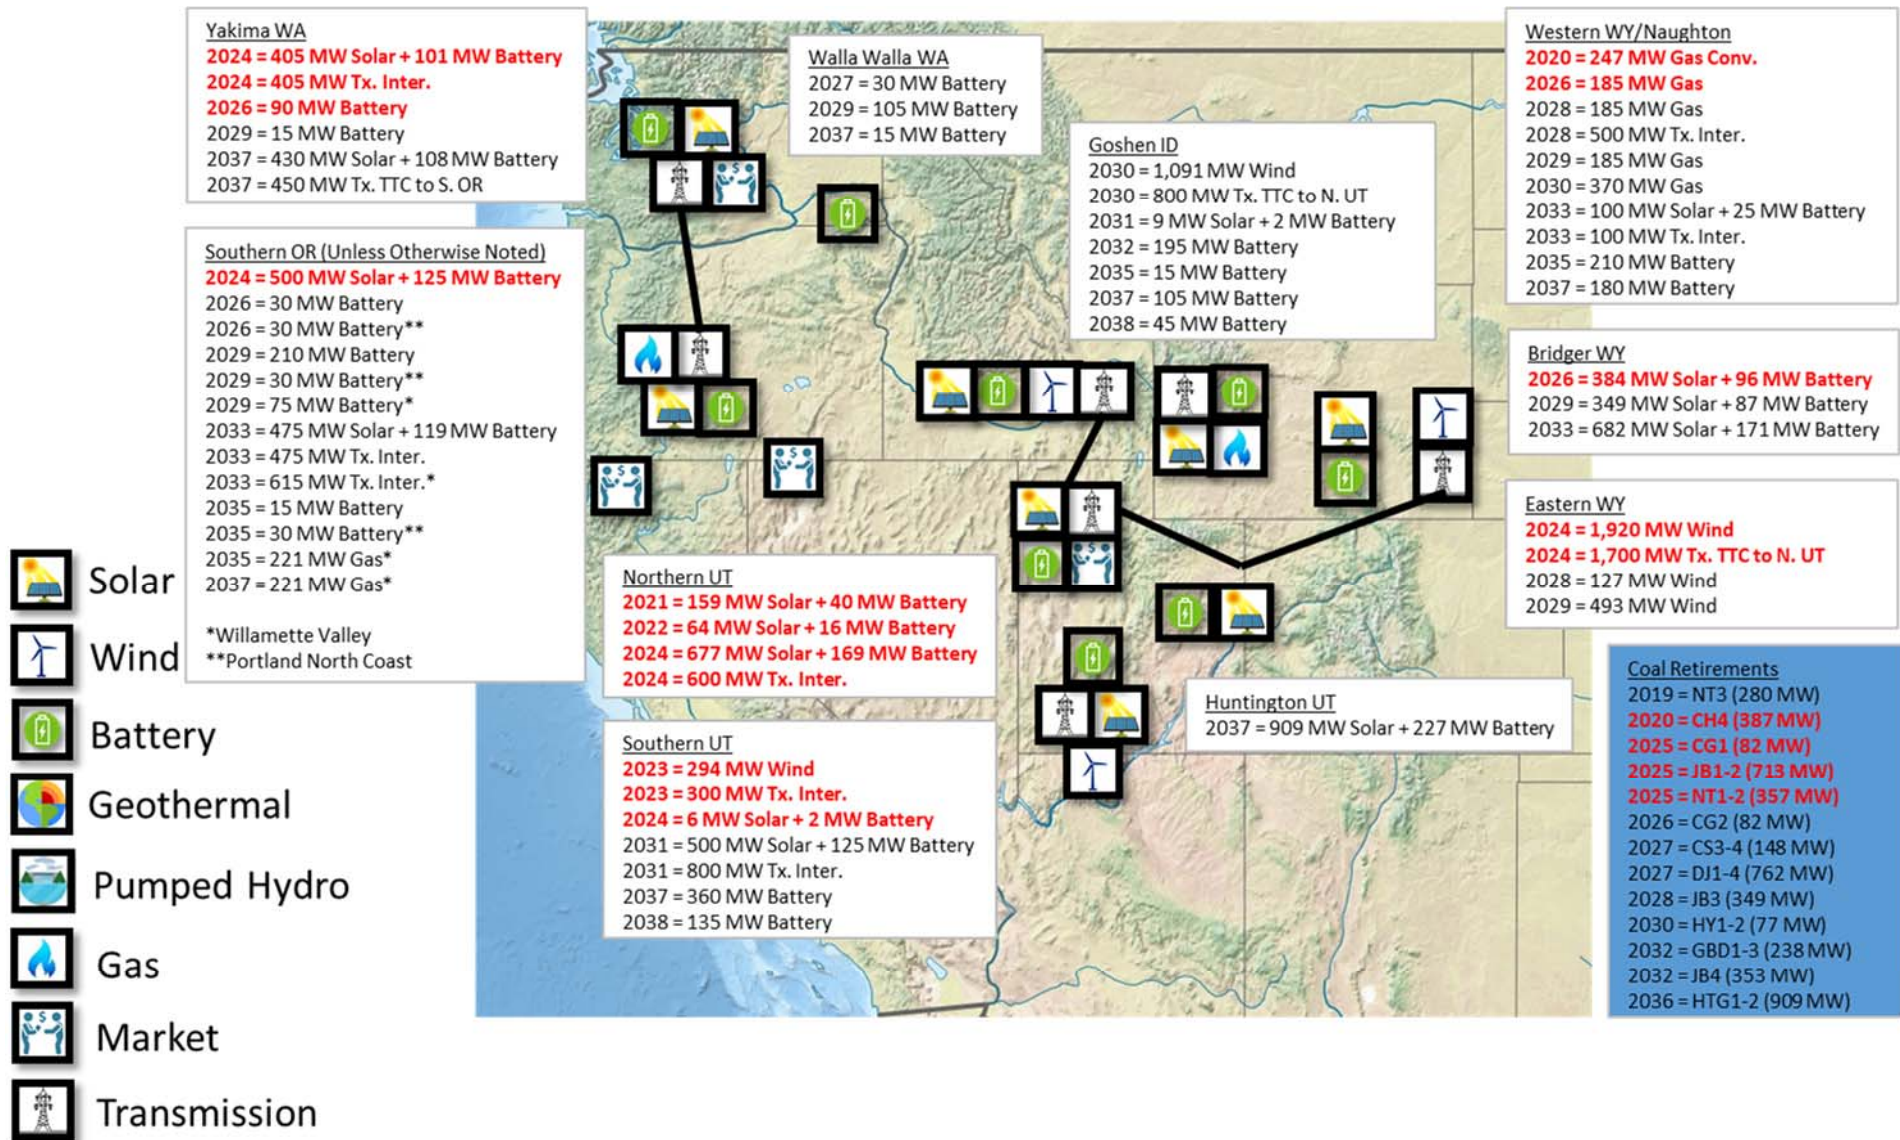 Yakima WA
2024 = 405 MW Solar + 101 MW Battery
2024 = 405 MW Tx. Inter.
2026 = 90 MW Battery
2029 = 15 MW Battery
2037 = 430 MW Solar + 108 MW Battery
2037 = 450 MW Tx. TTC to S. OR
Walla Walla WA
2027 = 30 MW Battery
2029 = 105 MW Battery
2037 = 15 MW Battery
Goshen ID
2030 = 1,091 MW Wind
2030 = 800 MW Tx. TTC to N. UT
2031 = 9 MW Solar + 2 MW Battery
2032 = 195 MW Battery
2035 = 15 MW Battery
2037 = 105 MW Battery
2038 = 45 MW Battery
Western WY/Naughton
2020 = 247 MW Gas Conv.
2026 = 185 MW Gas
2028 = 185 MW Gas
2028 = 500 MW Tx. Inter.
2029 = 185 MW Gas
2030 = 370 MW Gas
2033 = 100 MW Solar + 25 MW Battery
2033 = 100 MW Tx. Inter.
2035 = 210 MW Battery
2037 = 180 MW Battery
Southern OR (Unless Otherwise Noted)
2024 = 500 MW Solar + 125 MW Battery
2026 = 30 MW Battery
2026 = 30 MW Battery**
2029 = 210 MW Battery
2029 = 30 MW Battery**
2029 = 75 MW Battery*
2033 = 475 MW Solar + 119 MW Battery
2033 = 475 MW Tx. Inter.
2033 = 615 MW Tx. Inter.*
2035 = 15 MW Battery
2035 = 30 MW Battery**
2035 = 221 MW Gas*
2037 = 221 MW Gas*
*Willamette Valley
**Portland North Coast
Bridger WY
2026 = 384 MW Solar + 96 MW Battery
2029 = 349 MW Solar + 87 MW Battery
2033 = 682 MW Solar + 171 MW Battery
Eastern WY
2024 = 1,920 MW Wind
2024 = 1,700 MW Tx. TTC to N. UT
2028 = 127 MW Wind
2029 = 493 MW Wind
Northern UT
2021 = 159 MW Solar + 40 MW Battery
2022 = 64 MW Solar + 16 MW Battery
2024 = 677 MW Solar + 169 MW Battery
2024 = 600 MW Tx. Inter.
Southern UT
2023 = 294 MW Wind
2023 = 300 MW Tx. Inter.
2024 = 6 MW Solar + 2 MW Battery
2031 = 500 MW Solar + 125 MW Battery
2031 = 800 MW Tx. Inter.
2037 = 360 MW Battery
2038 = 135 MW Battery
Huntington UT
2037 = 909 MW Solar + 227 MW Battery
Coal Retirements
2019 = NT3 (280 MW)
2020 = CH4 (387 MW)
2025 = CG1 (82 MW)
2025 = JB1-2 (713 MW)
2025 = NT1-2 (357 MW)
2026 = CG2 (82 MW)
2027 = CS3-4 (148 MW)
2027 = DJ1-4 (762 MW)
2028 = JB3 (349 MW)
2030 = HY1-2 (77 MW)
2032 = GBD1-3 (238 MW)
2032 = JB4 (353 MW)
2036 = HTG1-2 (909 MW)
Solar
Wind
Battery
Geothermal
Pumped Hydro
Gas
Market
Transmission